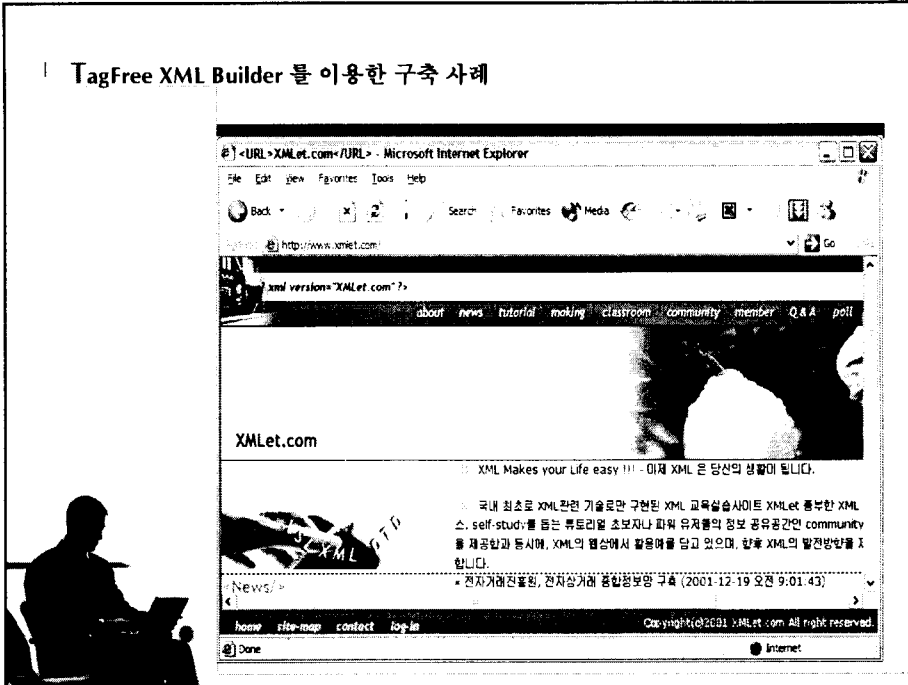 TagFree XML Builder 를 이용한 구축 사례
<URL>XMLet.com</URL> - Microsoft Internet Explorer
File Edit View Favorites Tools Help
Back Search Favorites Media
http://www.xmlet.com/ Go
xml version="XMLet.com" ?>
about news tutorial making classroom community member Q & A poll
XMLet.com
XML Makes your Life easy !!! - 이제 XML 은 당신의 생활이 됩니다.
국내 최초로 XML관련 기술로만 구현된 XML 교육실습사이트 XMLet 풍부한 XML
스, self-study를 돕는 튜토리얼 초보자나 파워 유저들의 정보 공유공간인 community
을 제공함과 동시에, XML의 웹상에서 활용예를 담고 있으며, 향후 XML의 발전방향을 제
합니다.
XML DTD
<News/>
전자거래진흥원, 전자상거래 종합정보망 구축 (2001-12-19 오전 9:01:43)
home site-map contact log-in
Copyright(c)2001 XMLet.com All right reserved.
Done Internet